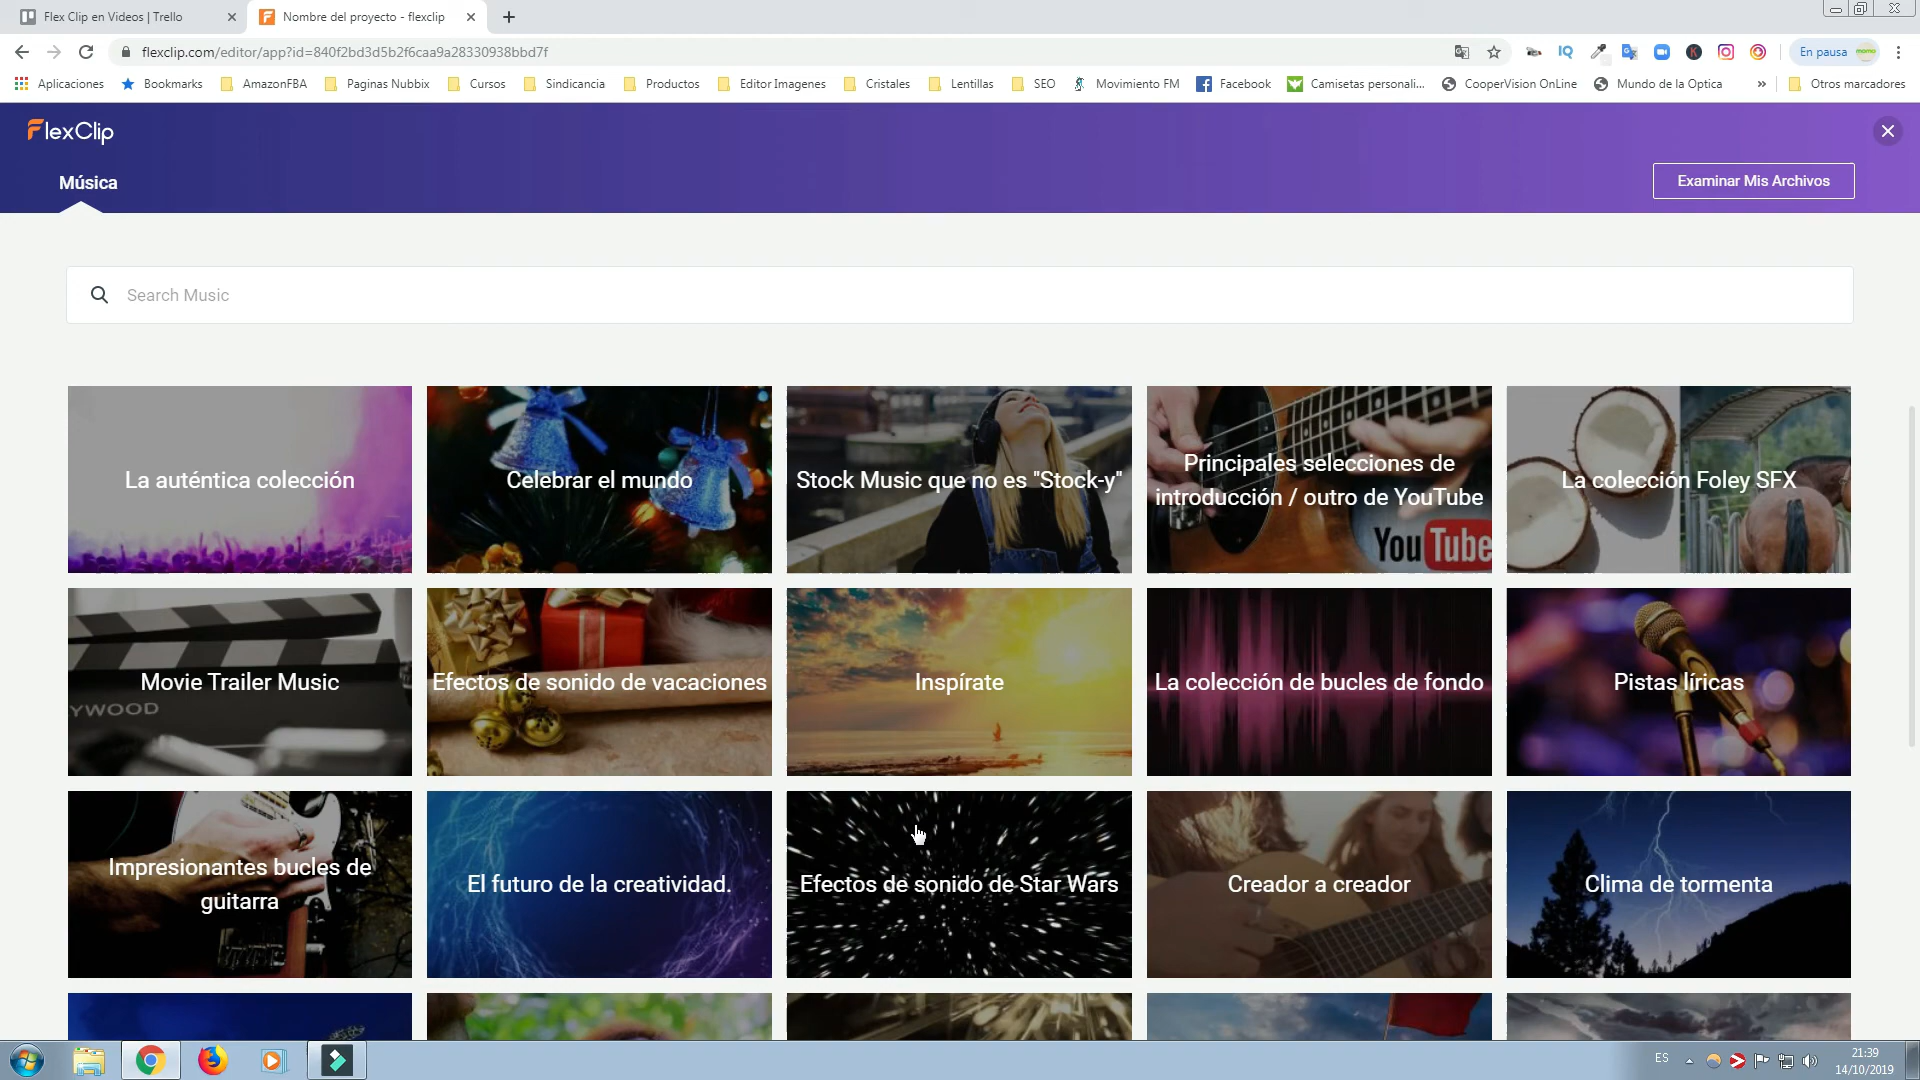 Flex Clip en Videos | Trello
Nombre del proyecto - flexclip
flexclip.com/editor/app?id=840f2bd3d5b2f6caa9a28330938bbd7f
En pausa
Aplicaciones
Bookmarks
AmazonFBA
Paginas Nubbix
Cursos
Sindicancia
Productos
Editor Imagenes
Cristales
Lentillas
SEO
Movimiento FM
Facebook
Camisetas personali...
CooperVision OnLine
Mundo de la Optica
»
Otros marcadores
FlexClip
Música
Examinar Mis Archivos
Search Music
La auténtica colección
Celebrar el mundo
Stock Music que no es "Stock-y"
Principales selecciones de
introducción / outro de YouTube
YouTube
La colección Foley SFX
Movie Trailer Music
YWOOD
Efectos de sonido de vacaciones
Inspírate
La colección de bucles de fondo
Pistas líricas
Impresionantes bucles de
guitarra
El futuro de la creatividad.
Efectos de sonido de Star Wars
Creador a creador
Clima de tormenta
ES
21:39
14/10/2019